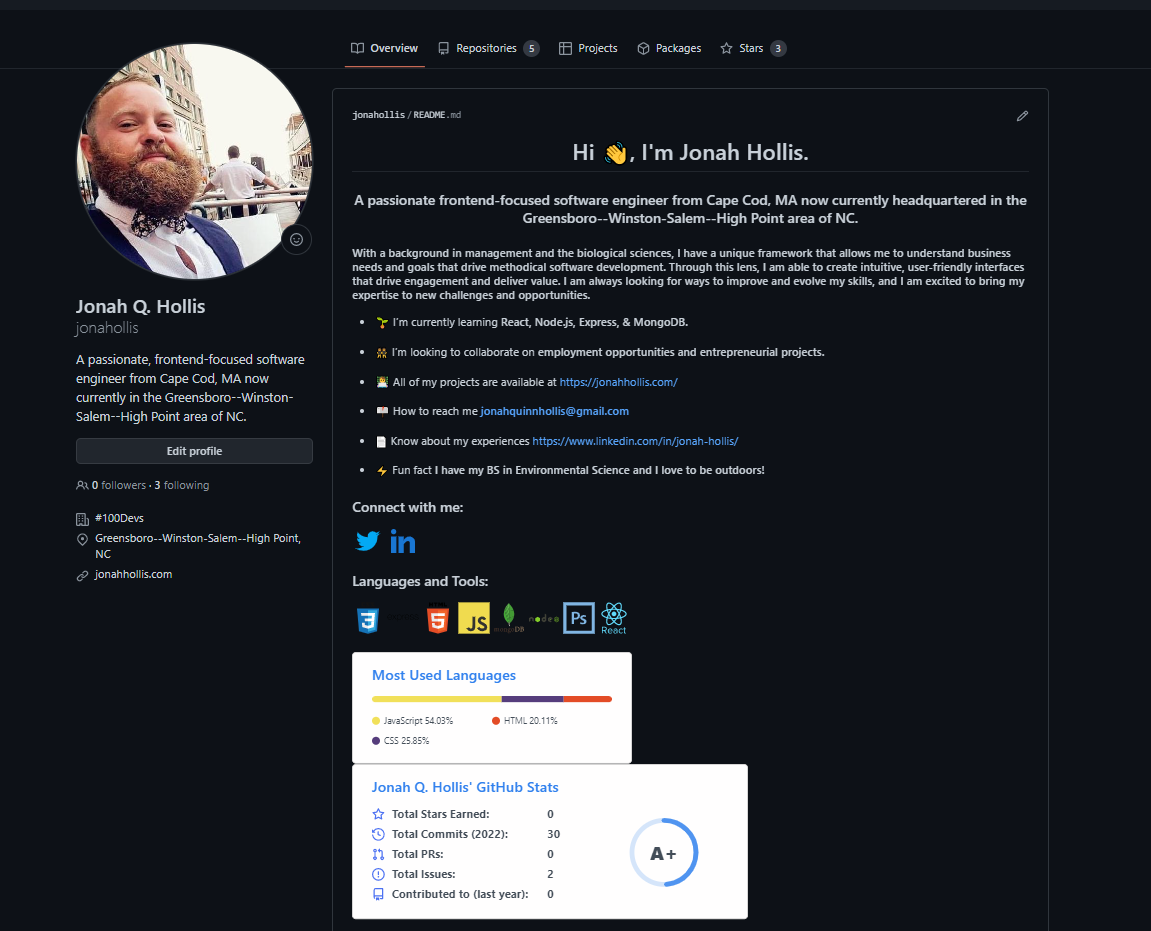 Overview Repositories 5 Projects Packages Stars 3
jonahollis/README.md
Hi 👋, I'm Jonah Hollis.
A passionate frontend-focused software engineer from Cape Cod, MA now currently headquartered in the
Greensboro--Winston-Salem--High Point area of NC.
With a background in management and the biological sciences, I have a unique framework that allows me to understand business
needs and goals that drive methodical software development. Through this lens, I am able to create intuitive, user-friendly interfaces
that drive engagement and deliver value. I am always looking for ways to improve and evolve my skills, and I am excited to bring my
expertise to new challenges and opportunities.
• 🌱 I'm currently learning React, Node.js, Express, & MongoDB.
• 👯 I'm looking to collaborate on employment opportunities and entrepreneurial projects.
• 👨‍💻 All of my projects are available at https://jonahhollis.com/
• 📫 How to reach me jonahquinnhollis@gmail.com
• 📄 Know about my experiences https://www.linkedin.com/in/jonah-hollis/
• ⚡ Fun fact I have my BS in Environmental Science and I love to be outdoors!
Connect with me:
in
Languages and Tools:
3 HTML 5 JS mongoDB node Ps React
Most Used Languages
JavaScript 54.03% HTML 20.11%
CSS 25.85%
Jonah Q. Hollis' GitHub Stats
Total Stars Earned: 0
Total Commits (2022): 30
Total PRs: 0
Total Issues: 2
Contributed to (last year): 0
A+
Jonah Q. Hollis
jonahollis
A passionate, frontend-focused software
engineer from Cape Cod, MA now
currently in the Greensboro--Winston-
Salem--High Point area of NC.
Edit profile
0 followers · 3 following
#100Devs
Greensboro--Winston-Salem--High Point,
NC
jonahhollis.com